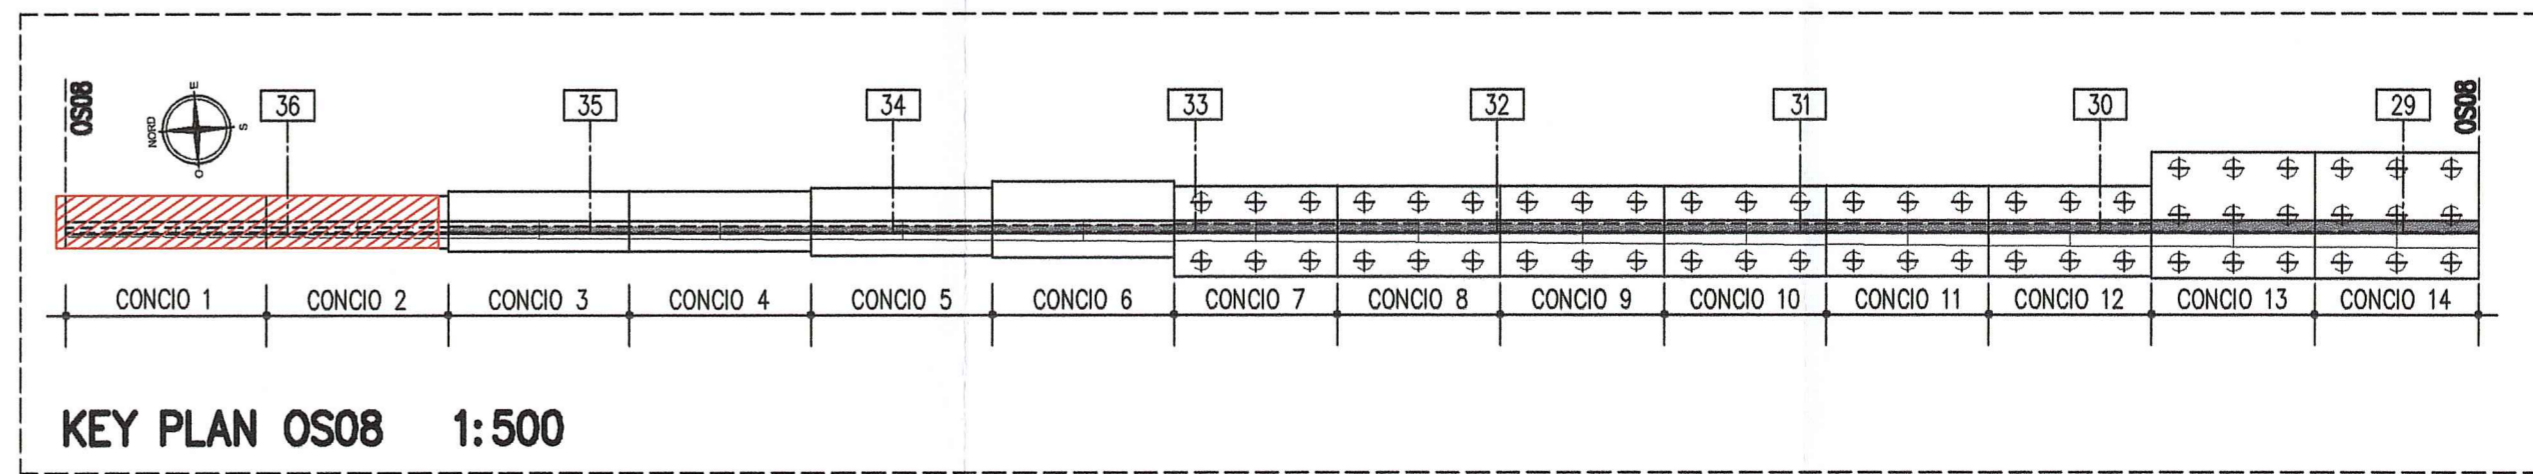 OS08
E
NORD
S
O
36
35
34
33
32
31
30
29
OS08
CONCIO 1
CONCIO 2
CONCIO 3
CONCIO 4
CONCIO 5
CONCIO 6
CONCIO 7
CONCIO 8
CONCIO 9
CONCIO 10
CONCIO 11
CONCIO 12
CONCIO 13
CONCIO 14
KEY PLAN OS08 1:500